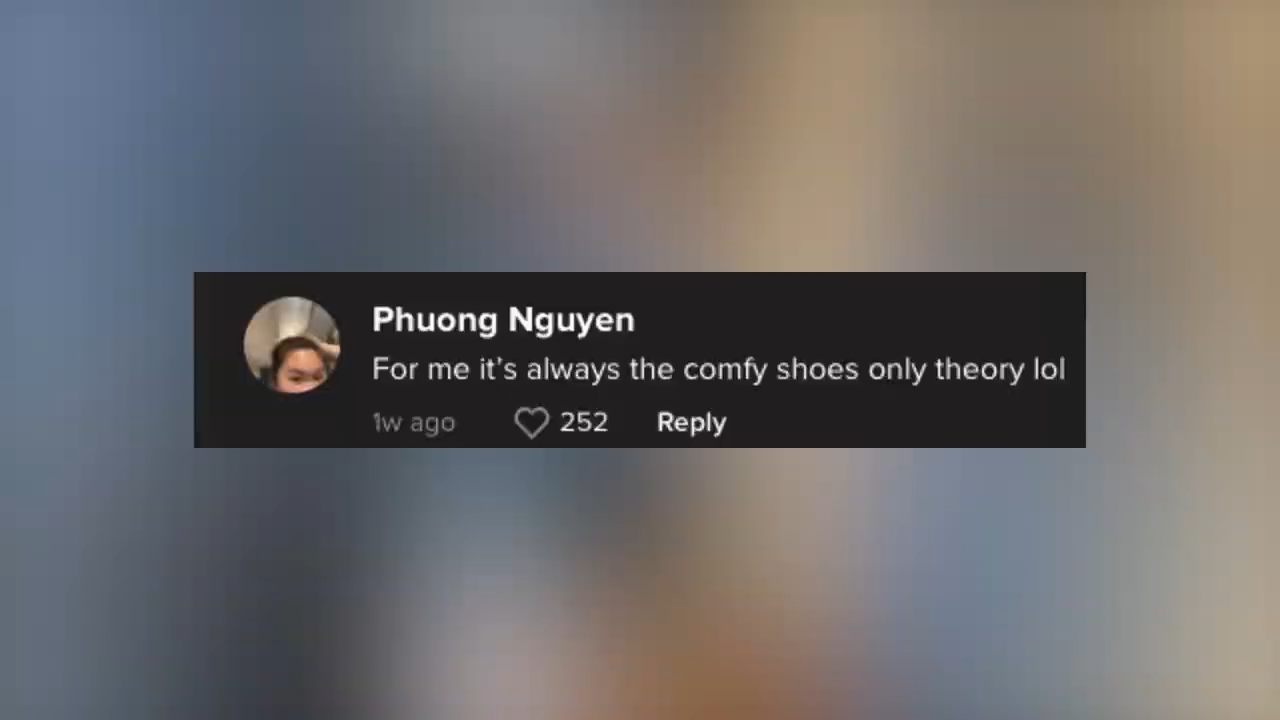 Phuong Nguyen
For me it’s always the comfy shoes only theory lol
1w ago 252 Reply